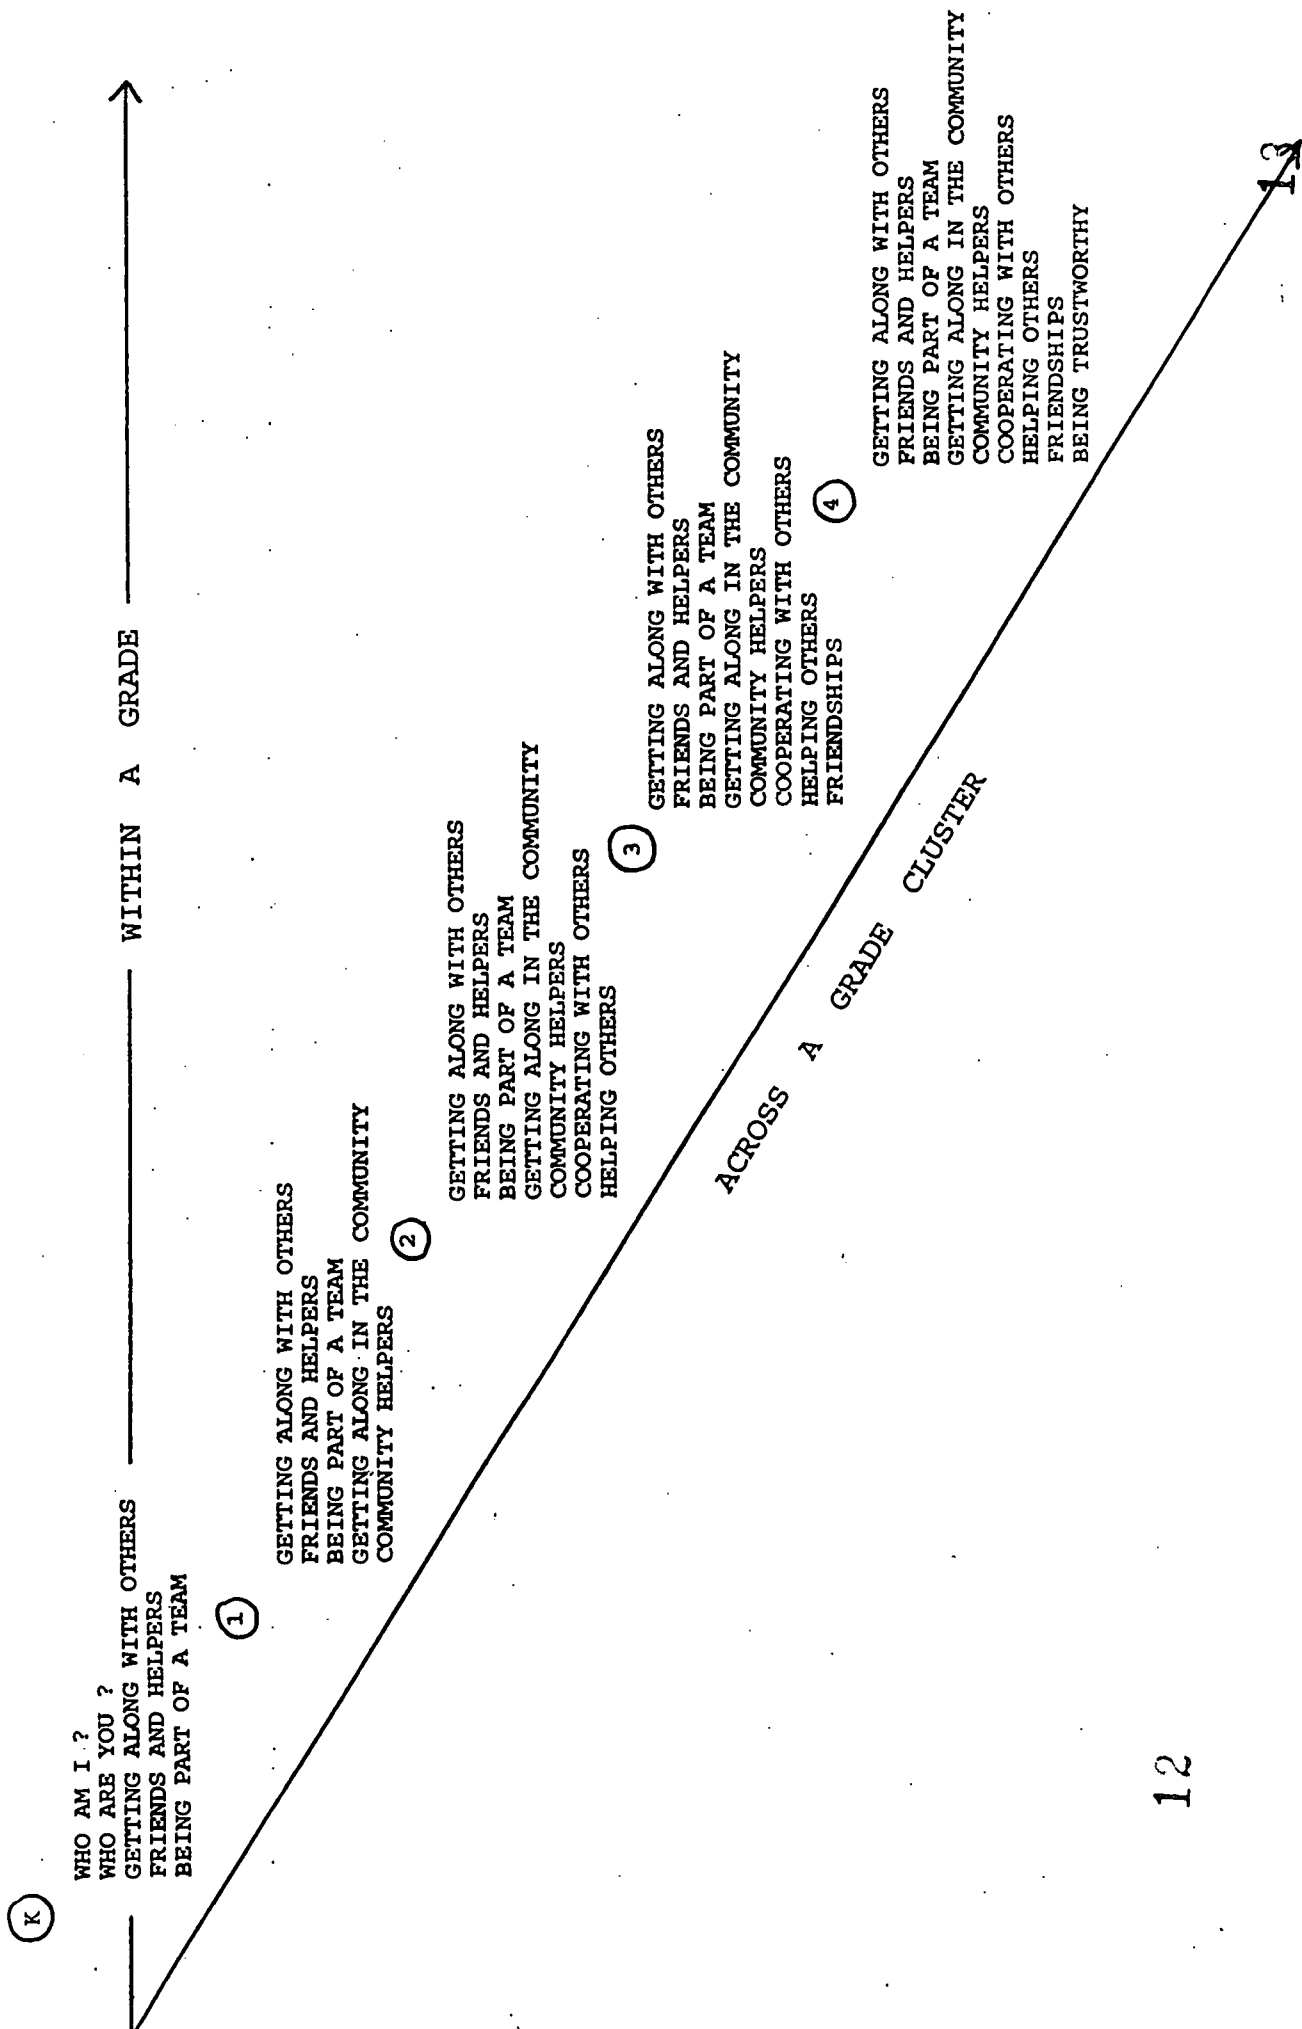 K
WHO AM I ?
WHO ARE YOU ?
GETTING ALONG WITH OTHERS
FRIENDS AND HELPERS
BEING PART OF A TEAM
WITHIN A GRADE
1
GETTING ALONG WITH OTHERS
FRIENDS AND HELPERS
BEING PART OF A TEAM
GETTING ALONG IN THE COMMUNITY
COMMUNITY HELPERS
2
GETTING ALONG WITH OTHERS
FRIENDS AND HELPERS
BEING PART OF A TEAM
GETTING ALONG IN THE COMMUNITY
COMMUNITY HELPERS
COOPERATING WITH OTHERS
HELPING OTHERS
3
GETTING ALONG WITH OTHERS
FRIENDS AND HELPERS
BEING PART OF A TEAM
GETTING ALONG IN THE COMMUNITY
COMMUNITY HELPERS
COOPERATING WITH OTHERS
HELPING OTHERS
FRIENDSHIPS
4
GETTING ALONG WITH OTHERS
FRIENDS AND HELPERS
BEING PART OF A TEAM
GETTING ALONG IN THE COMMUNITY
COMMUNITY HELPERS
COOPERATING WITH OTHERS
HELPING OTHERS
FRIENDSHIPS
BEING TRUSTWORTHY
ACROSS A GRADE CLUSTER
12
13